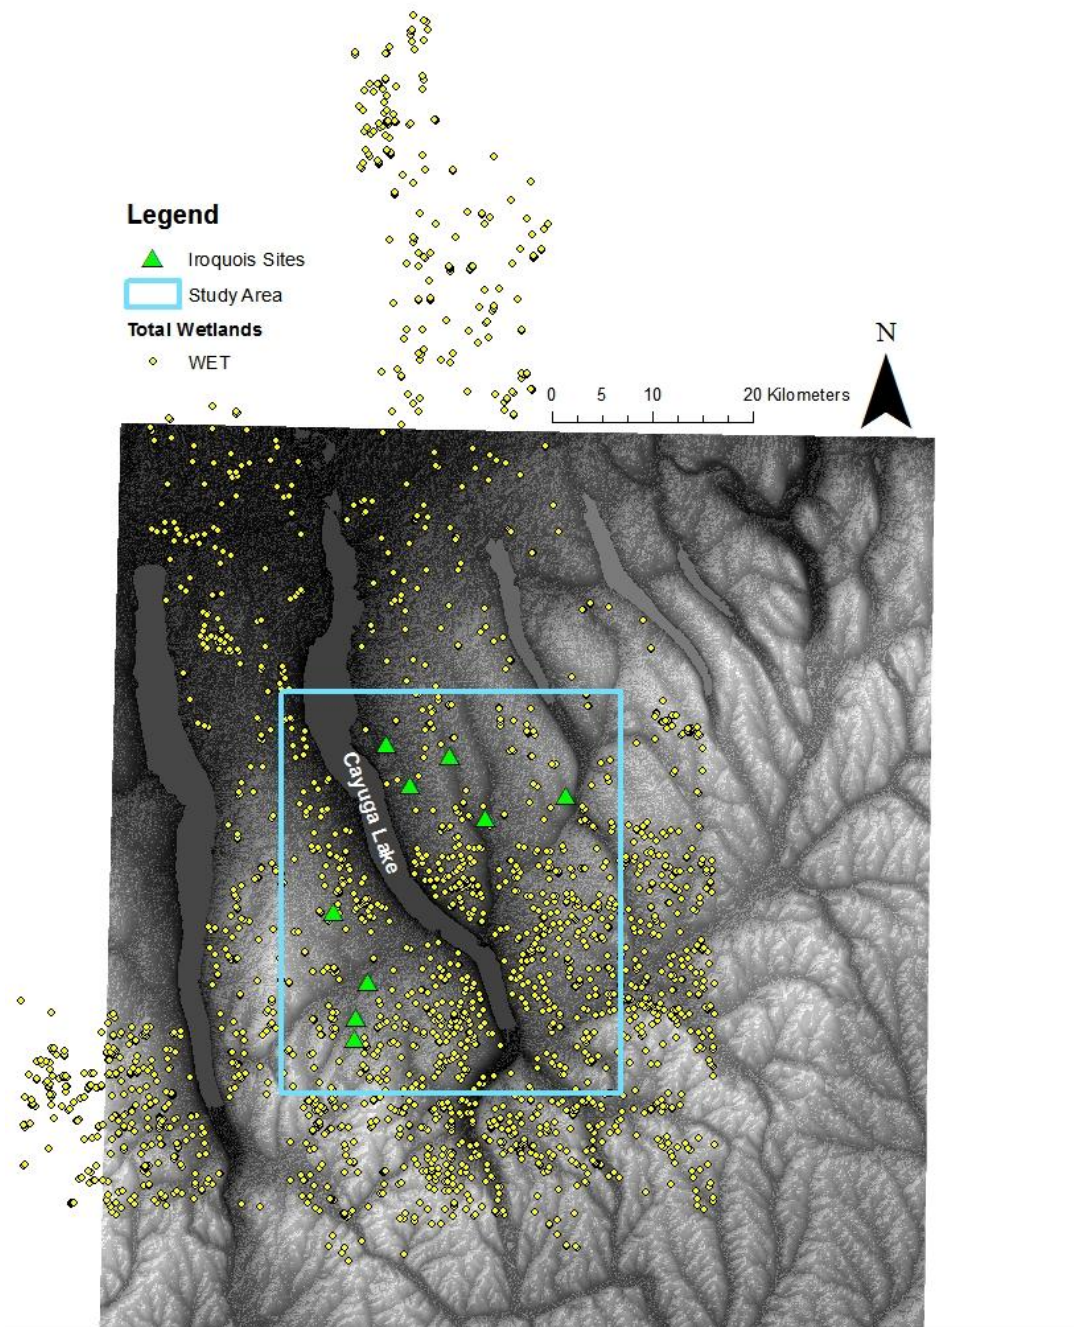 Legend
Iroquois Sites
Study Area
Total Wetlands
WET
N
0 5 10 20 Kilometers
Cayuga Lake